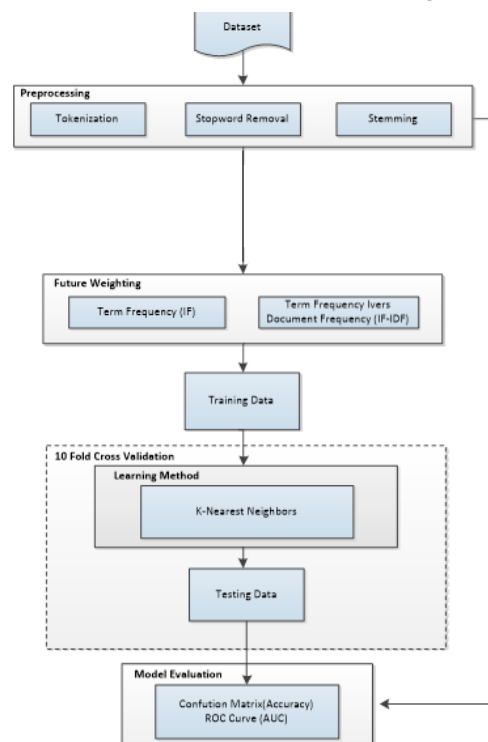 Dataset
Preprocessing
Tokenization
Stopword Removal
Stemming
Future Weighting
Term Frequency (IF)
Term Frequency Ivers
Document Frequency (IF-IDF)
Training Data
10 Fold Cross Validation
Learning Method
K-Nearest Neighbors
Testing Data
Model Evaluation
Confution Matrix(Accuracy)
ROC Curve (AUC)